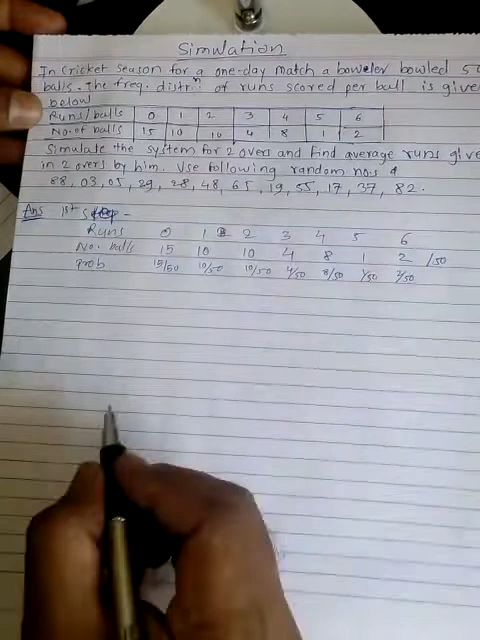 Simulation
In Cricket season for a one-day match a bowler bowled 50
balls. The freq. distrⁿ of runs scored per ball is give
below
Runs/balls 0 1 2 3 4 5 6
No. of balls 15 10 10 4 8 1 2
Simulate the system for 2 overs and find average runs give
in 2 overs by him. Use following random nos.
88, 03, 05, 39, 28, 48, 65, 19, 55, 17, 37, 82.
Ans 1st -
Runs 0 1 2 3 4 5 6
No. balls 15 10 10 4 8 1 2 /50
prob 15/50 10/50 10/50 4/50 8/50 1/50 2/50